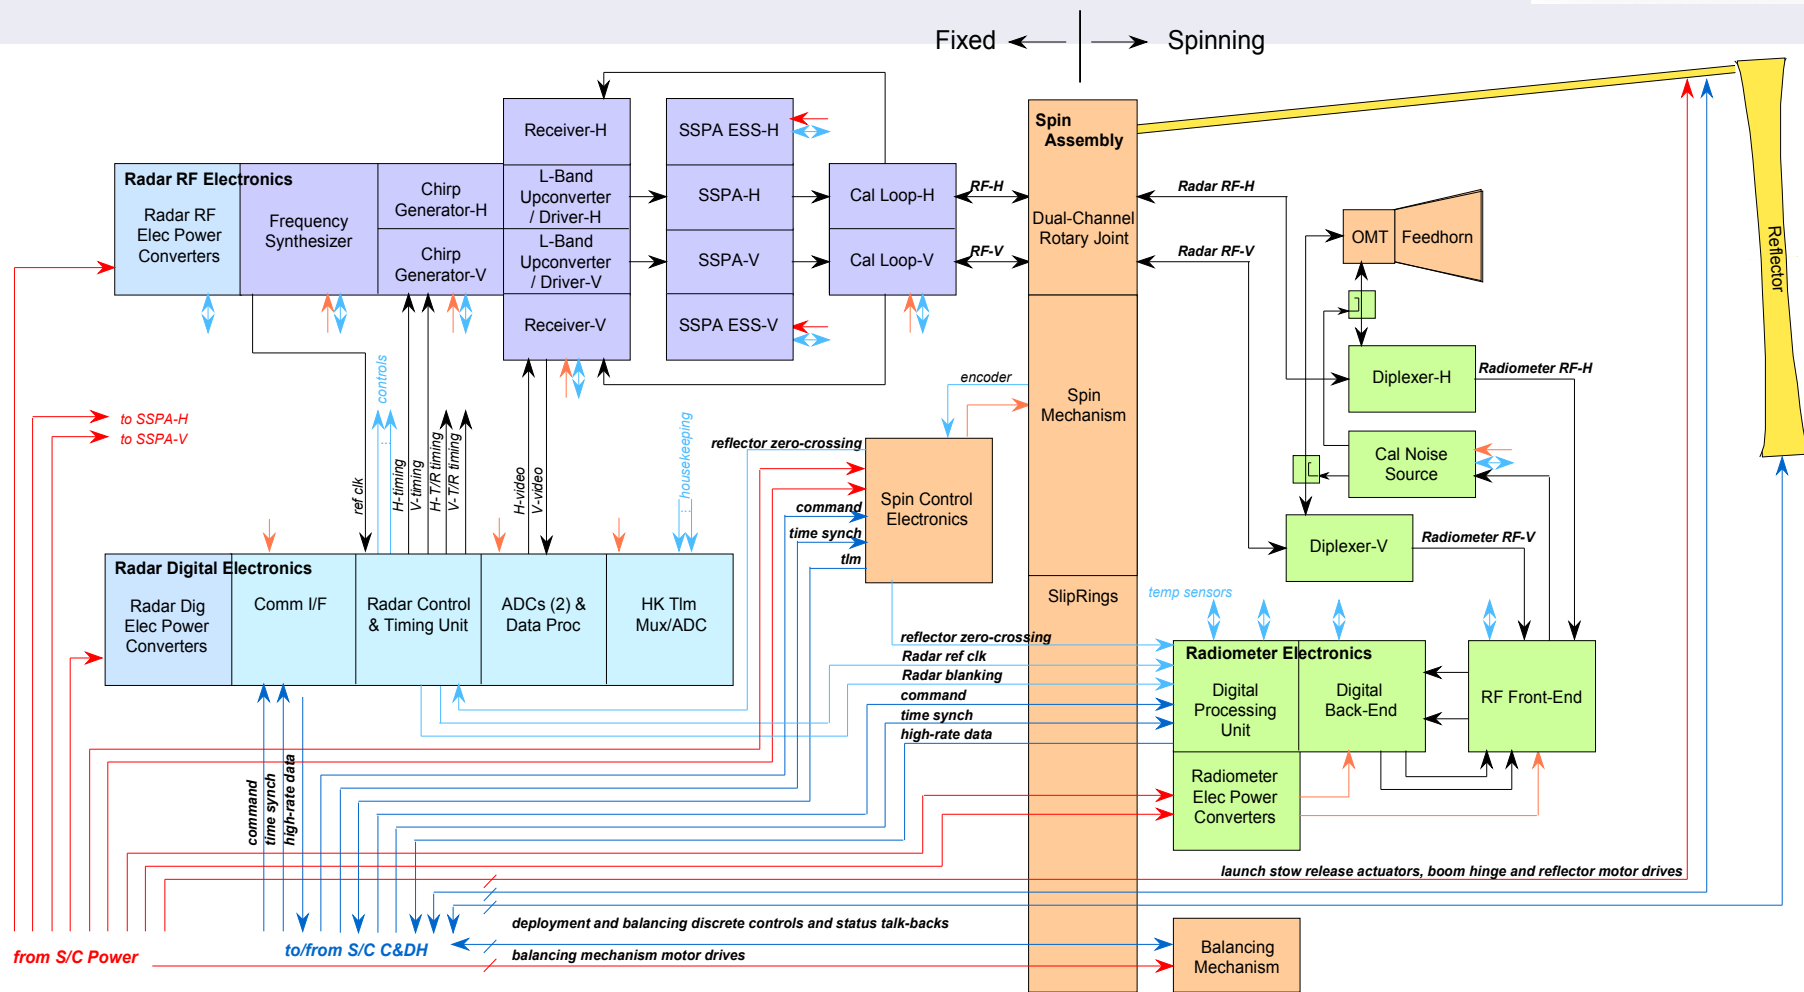 Fixed
Spinning
Receiver-H
SSPA ESS-H
Spin
Assembly
Radar RF Electronics
Radar RF
Elec Power
Converters
Frequency
Synthesizer
Chirp
Generator-H
L-Band
Upconverter
/ Driver-H
SSPA-H
Cal Loop-H
RF-H
Radar RF-H
Dual-Channel
Rotary Joint
OMT
Feedhorn
Reflector
Chirp
Generator-V
L-Band
Upconverter
/ Driver-V
SSPA-V
Cal Loop-V
RF-V
Radar RF-V
Receiver-V
SSPA ESS-V
controls
...
encoder
Spin
Mechanism
Diplexer-H
Radiometer RF-H
to SSPA-H
to SSPA-V
ref clk
H-timing
V-timing
H- T/R timing
V- T/R timing
H-video
V-video
...housekeeping
reflector zero-crossing
Spin Control
Electronics
command
time synch
tlm
Cal Noise
Source
Diplexer-V
Radiometer RF-V
Radar Digital Electronics
Radar Dig
Elec Power
Converters
Comm I/F
Radar Control
& Timing Unit
ADCs (2) &
Data Proc
HK Tlm
Mux/ADC
SlipRings
temp sensors
reflector zero-crossing
Radar ref clk
Radar blanking
command
time synch
high-rate data
Radiometer Electronics
Digital
Processing
Unit
Digital
Back-End
RF Front-End
Radiometer
Elec Power
Converters
command
time synch
high-rate data
launch stow release actuators, boom hinge and reflector motor drives
deployment and balancing discrete controls and status talk-backs
from S/C Power
to/from S/C C&DH
balancing mechanism motor drives
Balancing
Mechanism